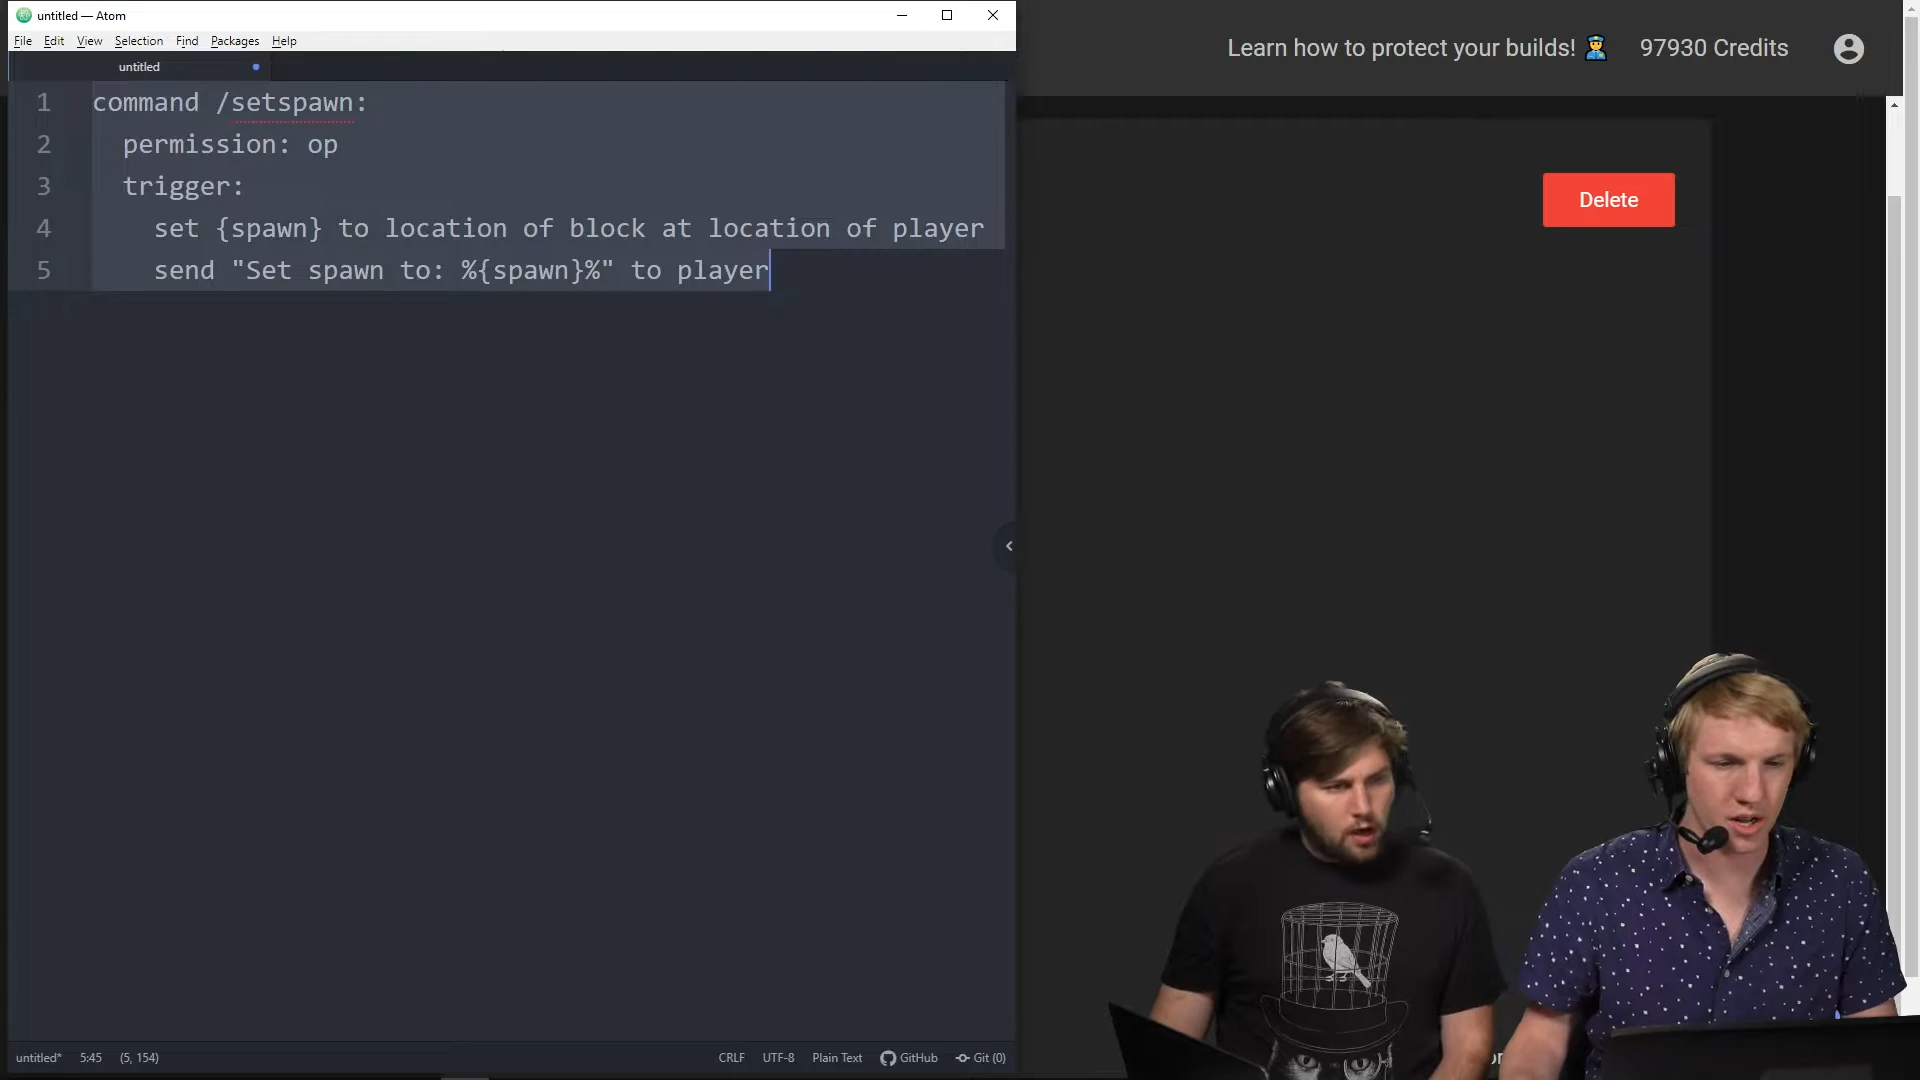 untitled — Atom
File Edit View Selection Find Packages Help
untitled
Learn how to protect your builds! 97930 Credits
1 command /setspawn:
2 permission: op
3 trigger:
4 set {spawn} to location of block at location of player
5 send "Set spawn to: %{spawn}%" to player
Delete
untitled* 5:45 (5, 154) CRLF UTF-8 Plain Text GitHub Git (0)